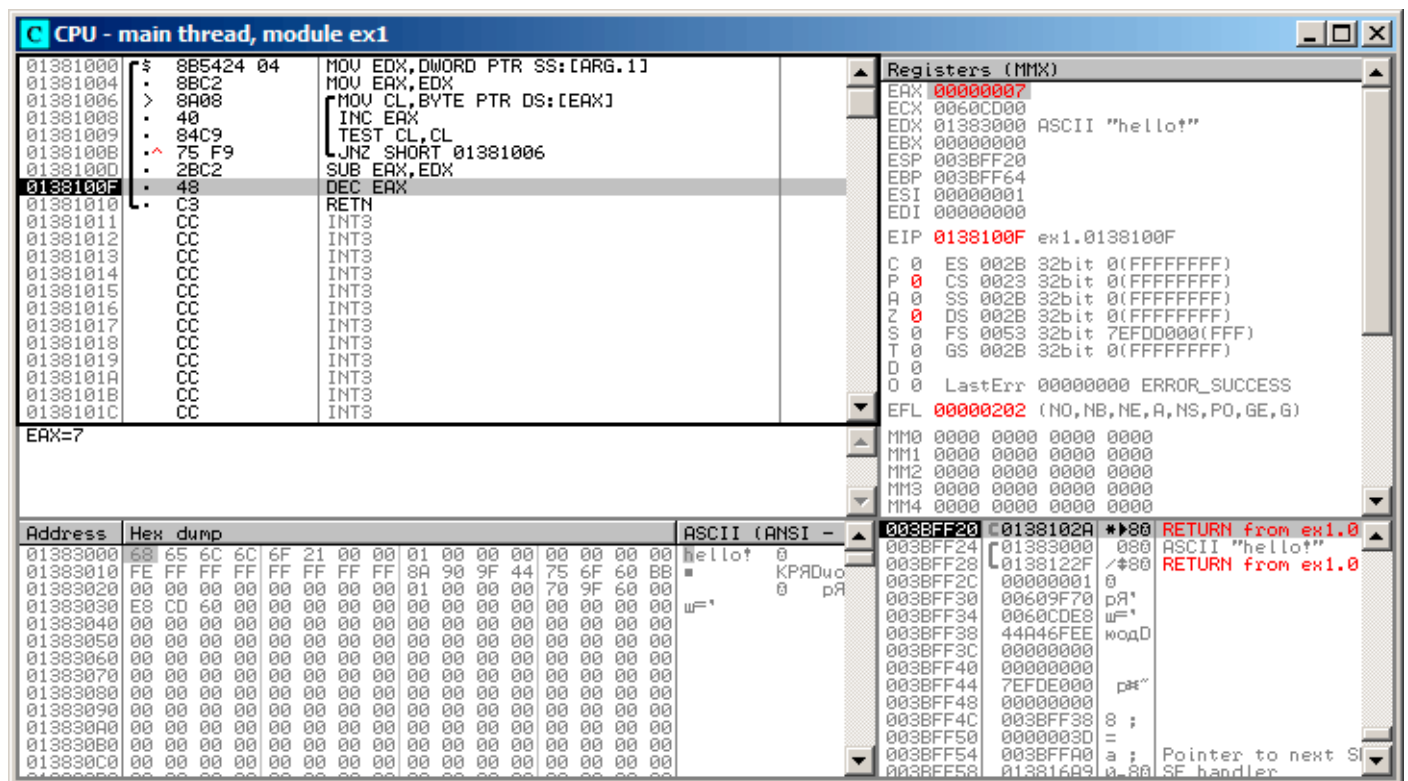 CPU - main thread, module ex1
01381000 $ 8B5424 04 MOV EDX,DWORD PTR SS:[ARG.1]
01381004 . 8BC2 MOV EAX,EDX
01381006 > 8A08 MOV CL,BYTE PTR DS:[EAX]
01381008 . 40 INC EAX
01381009 . 84C9 TEST CL,CL
0138100B .^ 75 F9 JNZ SHORT 01381006
0138100D . 2BC2 SUB EAX,EDX
0138100F . 48 DEC EAX
01381010 . C3 RETN
01381011 CC INT3
01381012 CC INT3
01381013 CC INT3
01381014 CC INT3
01381015 CC INT3
01381016 CC INT3
01381017 CC INT3
01381018 CC INT3
01381019 CC INT3
0138101A CC INT3
0138101B CC INT3
0138101C CC INT3
EAX=7
Registers (MMX)
EAX 00000007
ECX 0060CD00
EDX 01383000 ASCII "hello!"
EBX 00000000
ESP 003BFF20
EBP 003BFF64
ESI 00000001
EDI 00000000
EIP 0138100F ex1.0138100F
C 0 ES 002B 32bit 0(FFFFFFFF)
P 0 CS 0023 32bit 0(FFFFFFFF)
A 0 SS 002B 32bit 0(FFFFFFFF)
Z 0 DS 002B 32bit 0(FFFFFFFF)
S 0 FS 0053 32bit 7EFDD000(FFF)
T 0 GS 002B 32bit 0(FFFFFFFF)
D 0
O 0 LastErr 00000000 ERROR_SUCCESS
EFL 00000202 (NO,NB,NE,A,NS,PO,GE,G)
MM0 0000 0000 0000 0000
MM1 0000 0000 0000 0000
MM2 0000 0000 0000 0000
MM3 0000 0000 0000 0000
MM4 0000 0000 0000 0000
Address Hex dump ASCII (ANSI -
01383000 68 65 6C 6C 6F 21 00 00 01 00 00 00 00 00 00 00 hello!
01383010 FE FF FF FF FF FF FF FF 8A 90 9F 44 75 6F 60 BB
01383020 00 00 00 00 00 00 00 00 01 00 00 00 70 9F 60 00
01383030 E8 CD 60 00 00 00 00 00 00 00 00 00 00 00 00 00
01383040 00 00 00 00 00 00 00 00 00 00 00 00 00 00 00 00
01383050 00 00 00 00 00 00 00 00 00 00 00 00 00 00 00 00
01383060 00 00 00 00 00 00 00 00 00 00 00 00 00 00 00 00
01383070 00 00 00 00 00 00 00 00 00 00 00 00 00 00 00 00
01383080 00 00 00 00 00 00 00 00 00 00 00 00 00 00 00 00
01383090 00 00 00 00 00 00 00 00 00 00 00 00 00 00 00 00
013830A0 00 00 00 00 00 00 00 00 00 00 00 00 00 00 00 00
013830B0 00 00 00 00 00 00 00 00 00 00 00 00 00 00 00 00
013830C0 00 00 00 00 00 00 00 00 00 00 00 00 00 00 00 00
003BFF20 0138102A RETURN from ex1.0
003BFF24 01383000 ASCII "hello!"
003BFF28 0138122F RETURN from ex1.0
003BFF2C 00000001
003BFF30 00609F70 pЯ'
003BFF34 0060CDE8 ш='
003BFF38 44A46FEE юодD
003BFF3C 00000000
003BFF40 00000000
003BFF44 7EFDE000
003BFF48 00000000
003BFF4C 003BFF38 8 ;
003BFF50 0000003D =
003BFF54 003BFFA0 a ; Pointer to next S
003BFF58 013816A9 SE handler